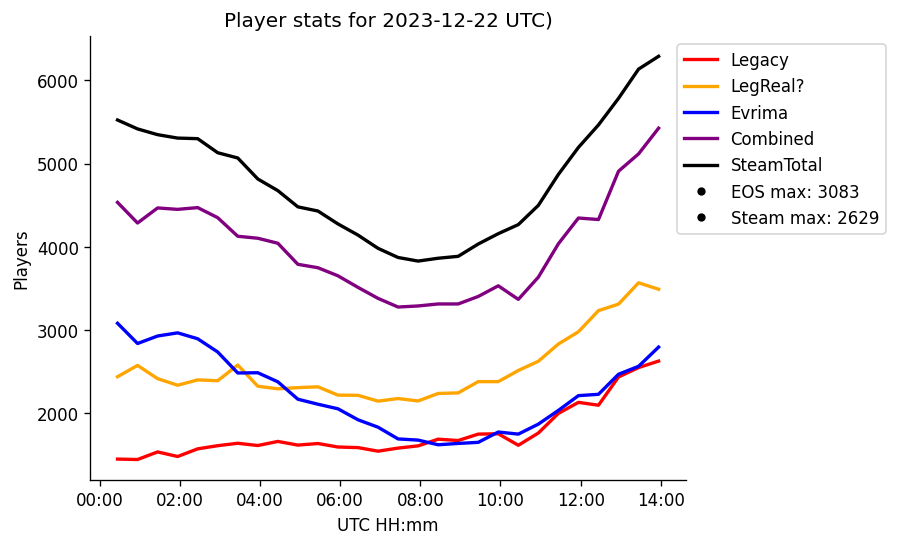 Player stats for 2023-12-22 UTC)
Legacy
LegReal?
Evrima
Combined
SteamTotal
EOS max: 3083
Steam max: 2629
Players
6000
5000
4000
3000
2000
00:00 02:00 04:00 06:00 08:00 10:00 12:00 14:00
UTC HH:mm